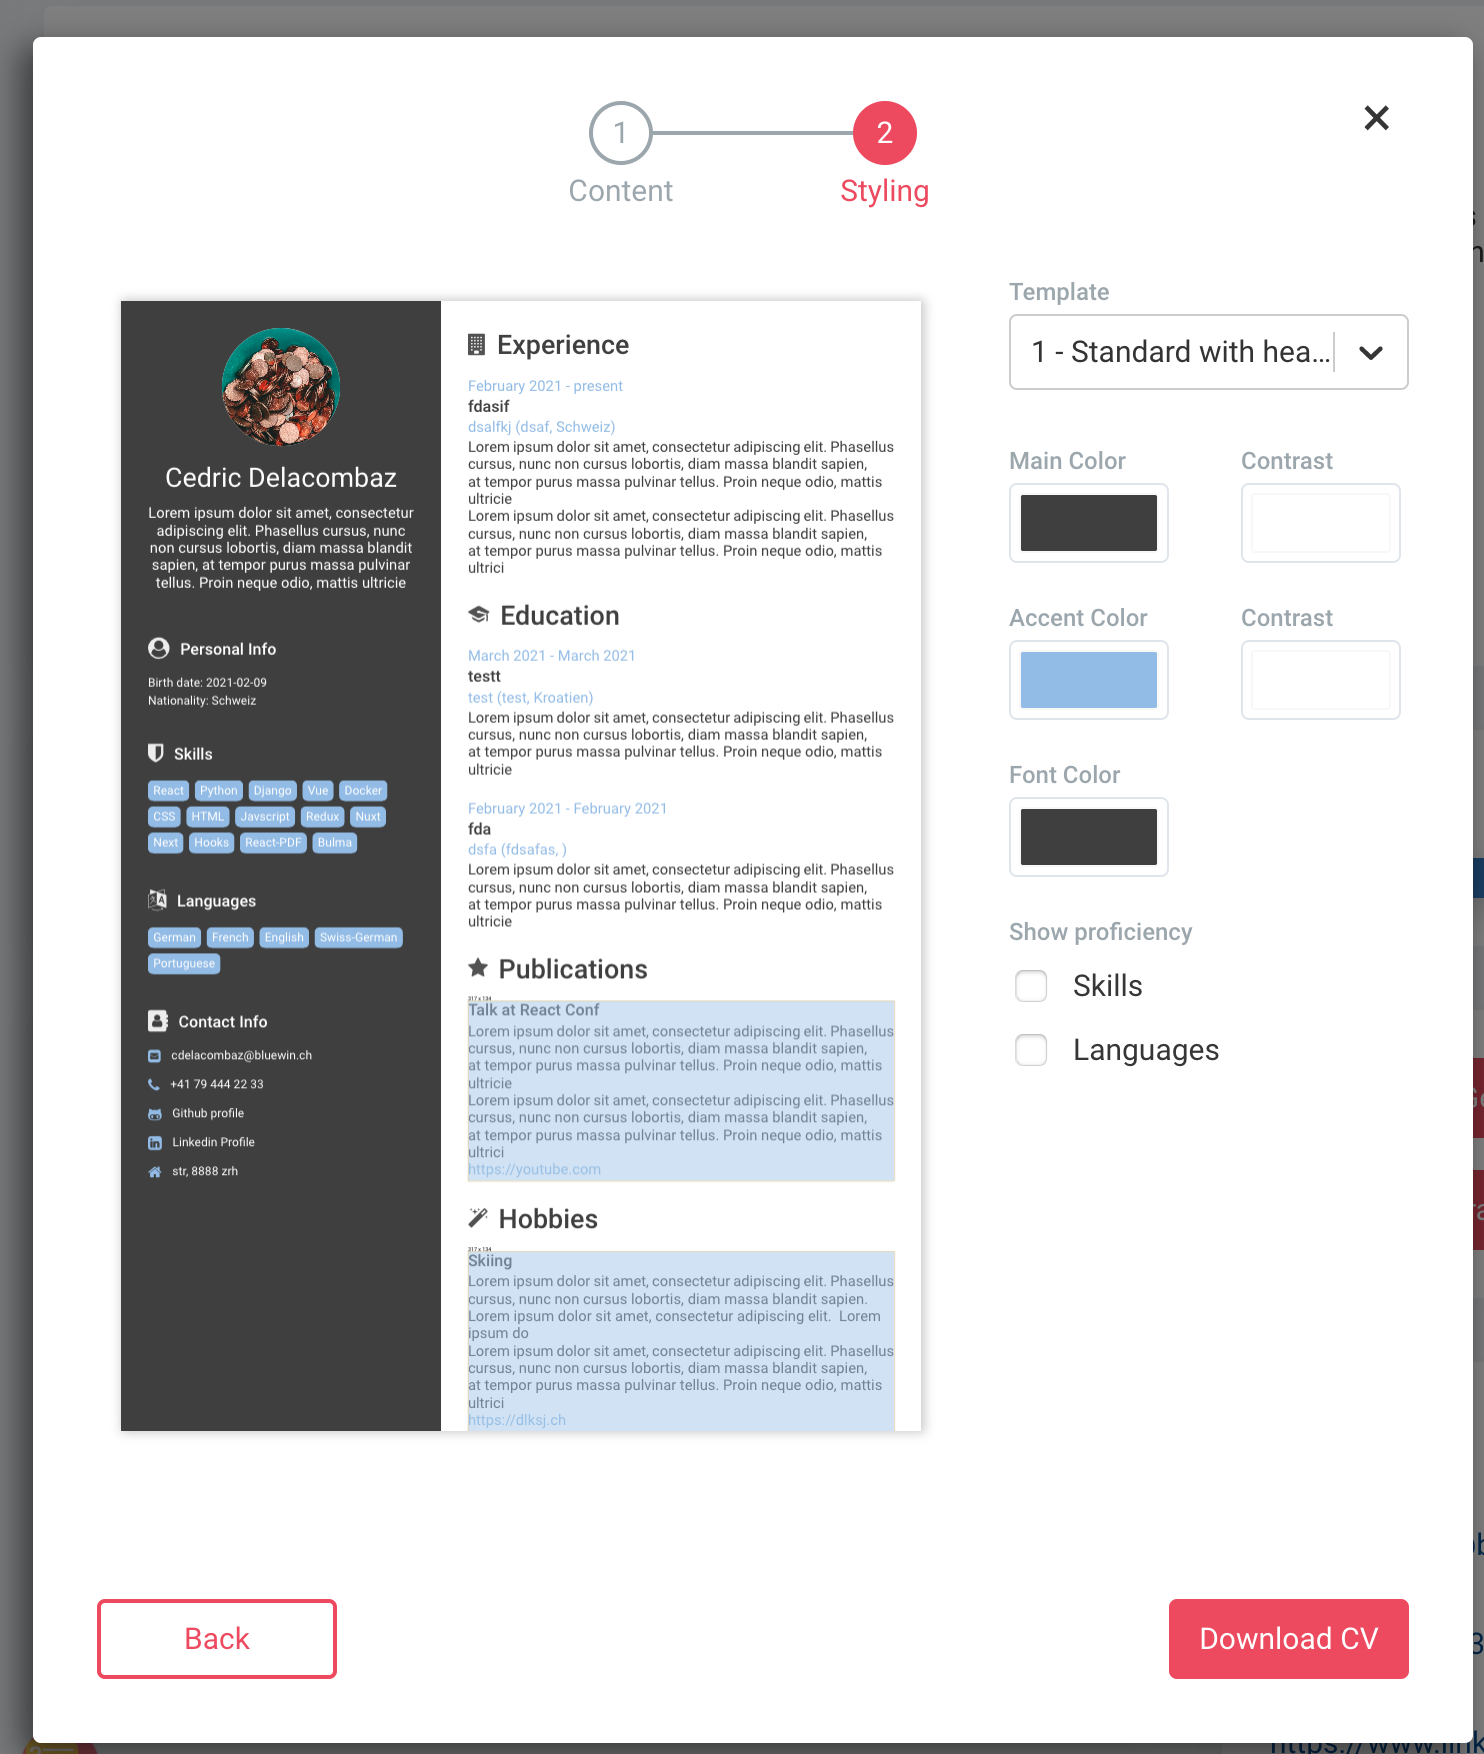 1
2
Content
Styling
Cedric Delacombaz
Lorem ipsum dolor sit amet, consectetur
adipiscing elit. Phasellus cursus, nunc
non cursus lobortis, diam massa blandit
sapien, at tempor purus massa pulvinar
tellus. Proin neque odio, mattis ultricie
Personal Info
Birth date: 2021-02-09
Nationality: Schweiz
Skills
React Python Django Vue Docker
CSS HTML Javscript Redux Nuxt
Next Hooks React-PDF Bulma
Languages
German French English Swiss-German
Portuguese
Contact Info
cdelacombaz@bluewin.ch
+41 79 444 22 33
Github profile
Linkedin Profile
str, 8888 zrh
Experience
February 2021 - present
fdasif
dsalfkj (dsaf, Schweiz)
Lorem ipsum dolor sit amet, consectetur adipiscing elit. Phasellus
cursus, nunc non cursus lobortis, diam massa blandit sapien,
at tempor purus massa pulvinar tellus. Proin neque odio, mattis
ultricie
Lorem ipsum dolor sit amet, consectetur adipiscing elit. Phasellus
cursus, nunc non cursus lobortis, diam massa blandit sapien,
at tempor purus massa pulvinar tellus. Proin neque odio, mattis
ultrici
Education
March 2021 - March 2021
testt
test (test, Kroatien)
Lorem ipsum dolor sit amet, consectetur adipiscing elit. Phasellus
cursus, nunc non cursus lobortis, diam massa blandit sapien,
at tempor purus massa pulvinar tellus. Proin neque odio, mattis
ultricie
February 2021 - February 2021
fda
dsfa (fdsafas, )
Lorem ipsum dolor sit amet, consectetur adipiscing elit. Phasellus
cursus, nunc non cursus lobortis, diam massa blandit sapien,
at tempor purus massa pulvinar tellus. Proin neque odio, mattis
ultricie
Publications
317 x 134
Talk at React Conf
Lorem ipsum dolor sit amet, consectetur adipiscing elit. Phasellus
cursus, nunc non cursus lobortis, diam massa blandit sapien,
at tempor purus massa pulvinar tellus. Proin neque odio, mattis
ultricie
Lorem ipsum dolor sit amet, consectetur adipiscing elit. Phasellus
cursus, nunc non cursus lobortis, diam massa blandit sapien,
at tempor purus massa pulvinar tellus. Proin neque odio, mattis
ultrici
https://youtube.com
Hobbies
317 x 134
Skiing
Lorem ipsum dolor sit amet, consectetur adipiscing elit. Phasellus
cursus, nunc non cursus lobortis, diam massa blandit sapien.
Lorem ipsum dolor sit amet, consectetur adipiscing elit. Lorem
ipsum do
Lorem ipsum dolor sit amet, consectetur adipiscing elit. Phasellus
cursus, nunc non cursus lobortis, diam massa blandit sapien,
at tempor purus massa pulvinar tellus. Proin neque odio, mattis
ultrici
https://dlksj.ch
Template
1 - Standard with hea...
Main Color Contrast
Accent Color Contrast
Font Color
Show proficiency
Skills
Languages
Back
Download CV